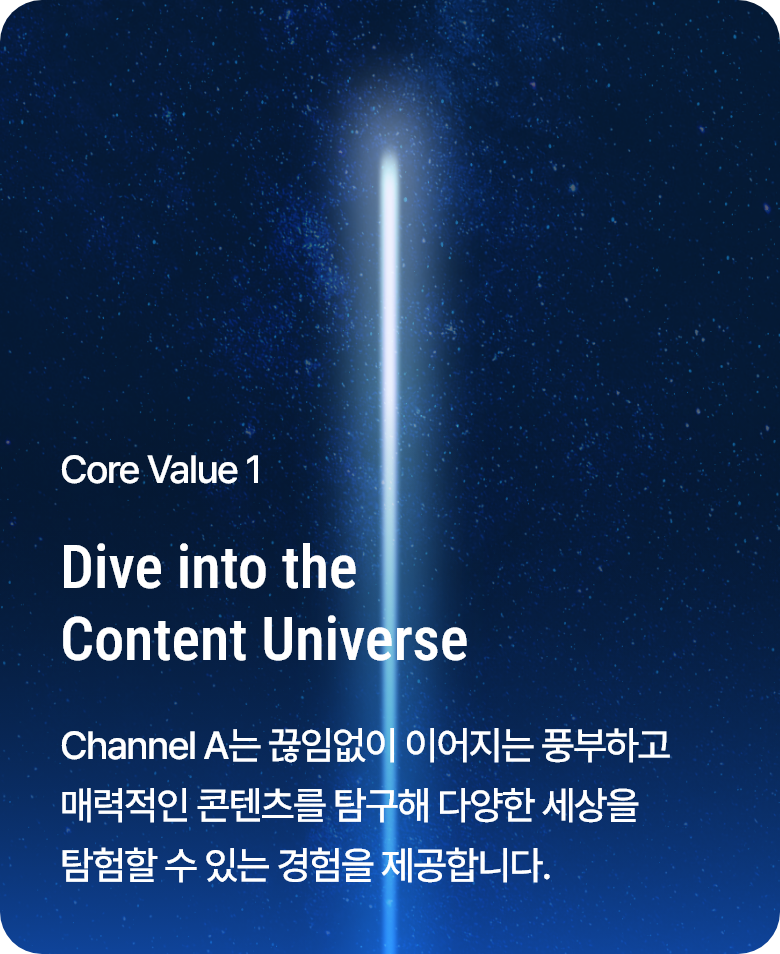 Core Value 1
Dive into the
Content Universe
Channel A는 끊임없이 이어지는 풍부하고
매력적인 콘텐츠를 탐구해 다양한 세상을
탐험할 수 있는 경험을 제공합니다.